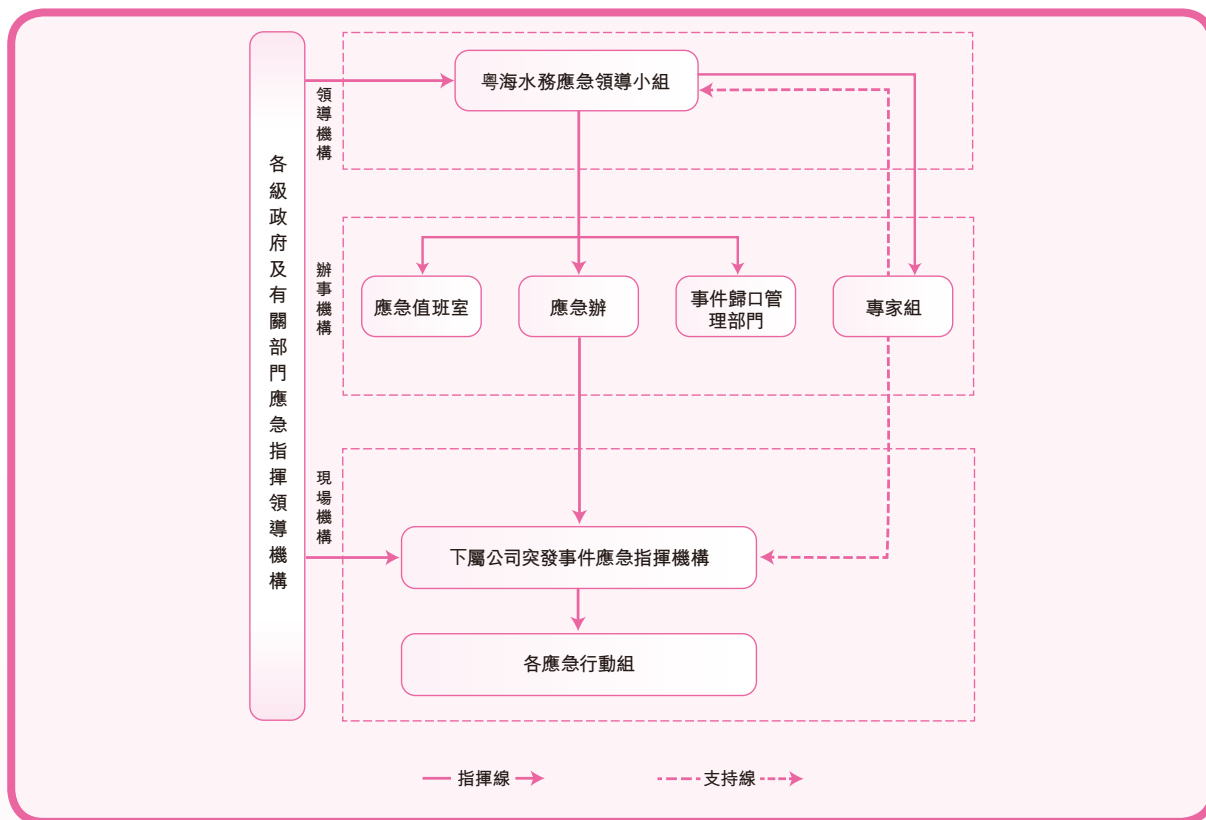 各級政府及有關部門應急指揮領導機構
領導機構
粵海水務應急領導小組
辦事機構
應急值班室
應急辦
事件歸口管
理部門
專家組
現場機構
下屬公司突發事件應急指揮機構
各應急行動組
指揮線
支持線